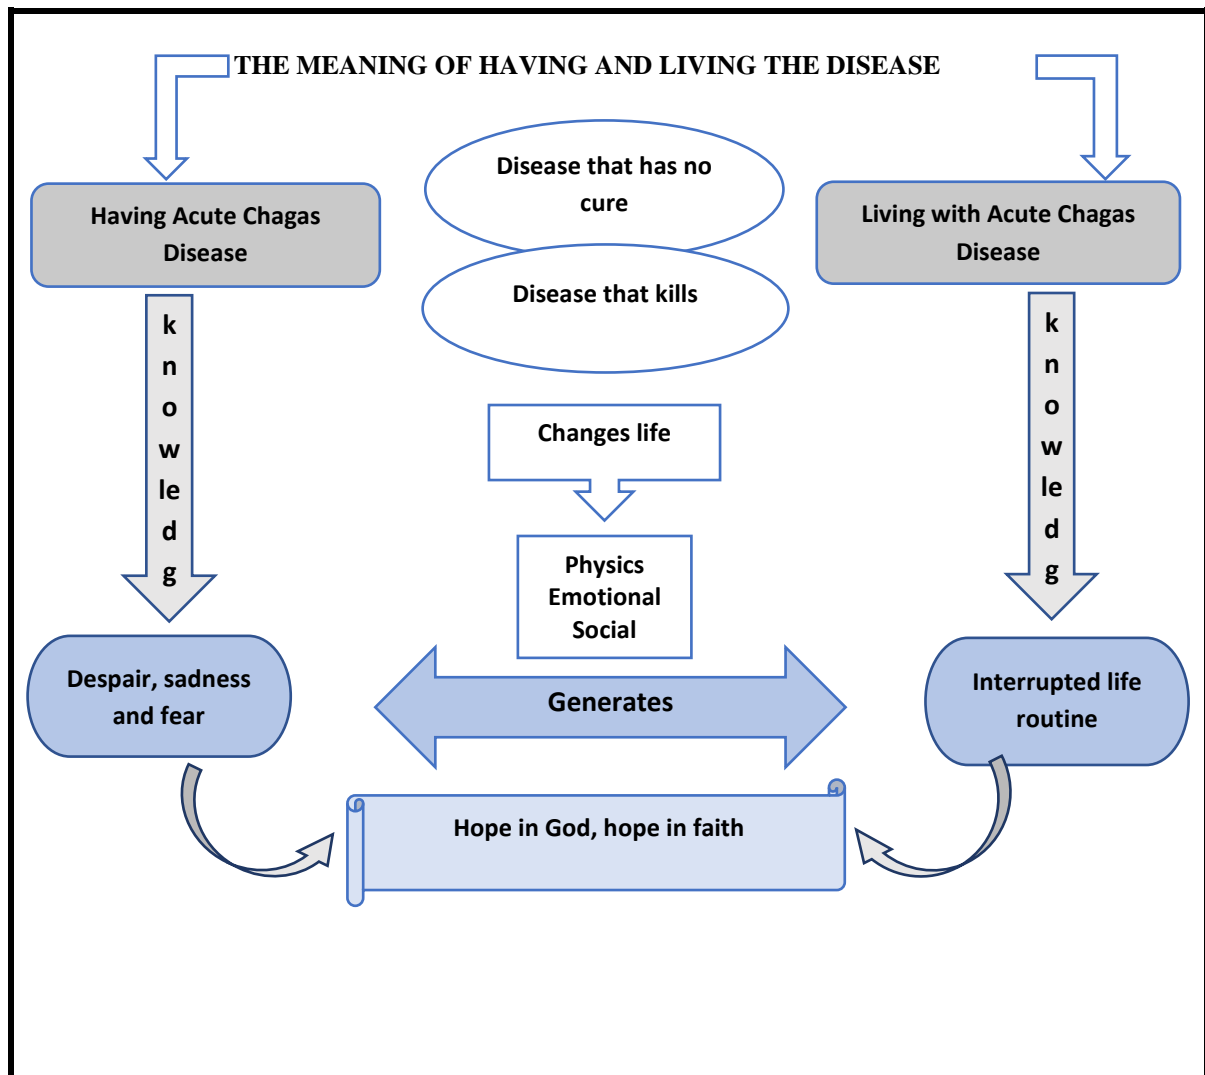 THE MEANING OF HAVING AND LIVING THE DISEASE
Having Acute Chagas
Disease
Disease that has no
cure
Disease that kills
Living with Acute Chagas
Disease
k
n
o
w
le
d
g
k
n
o
w
le
d
g
Changes life
Physics
Emotional
Social
Despair, sadness
and fear
Generates
Interrupted life
routine
Hope in God, hope in faith